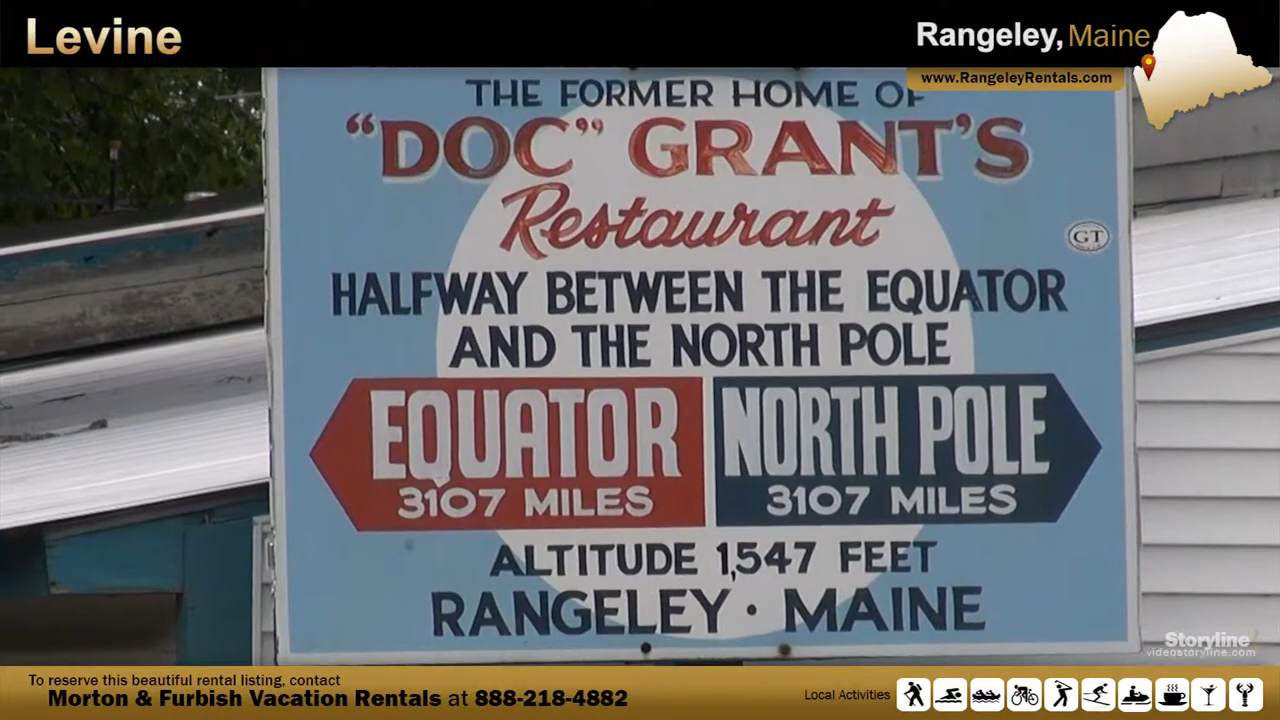 Levine
Rangeley, Maine
www.RangeleyRentals.com
THE FORMER HOME OF
"DOC" GRANT'S
Restaurant
GT
HALFWAY BETWEEN THE EQUATOR
AND THE NORTH POLE
EQUATOR
3107 MILES
NORTH POLE
3107 MILES
ALTITUDE 1,547 FEET
RANGELEY · MAINE
Storyline
videostoryline.com
To reserve this beautiful rental listing, contact
Morton & Furbish Vacation Rentals at 888-218-4882
Local Activities